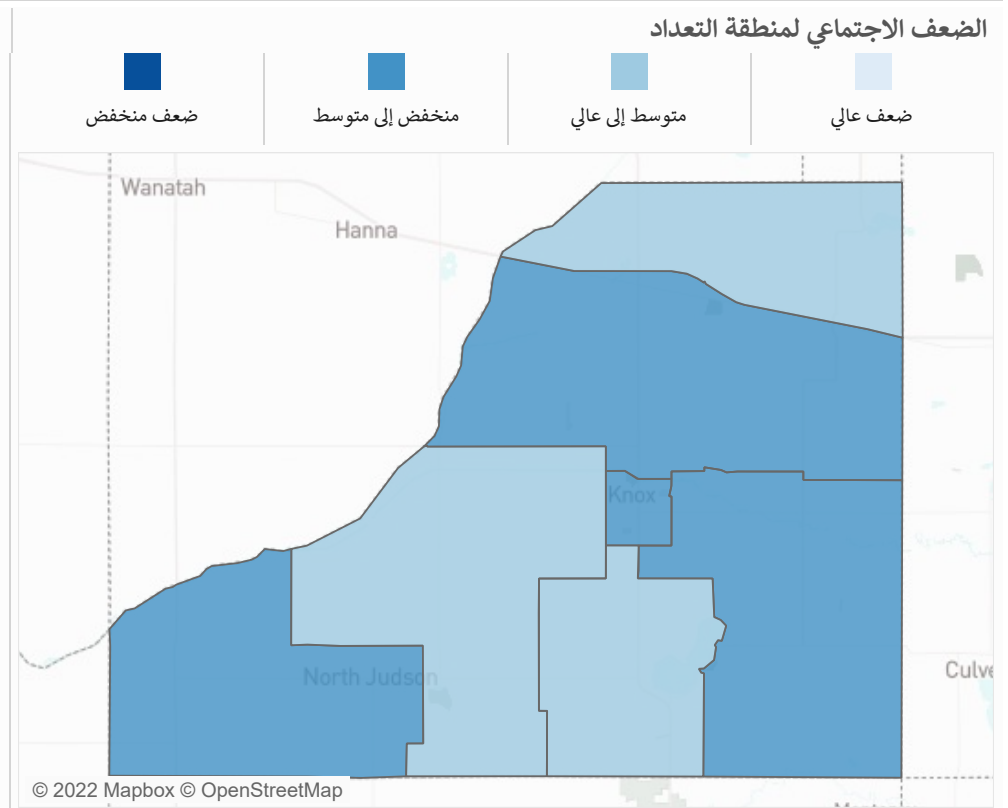 الضعف الاجتماعي لمنطقة التعداد
ضعف عالي
متوسط إلى عالي
منخفض إلى متوسط
ضعف منخفض
Wanatah
Hanna
Knox
North Judson
Culve
© 2022 Mapbox © OpenStreetMap